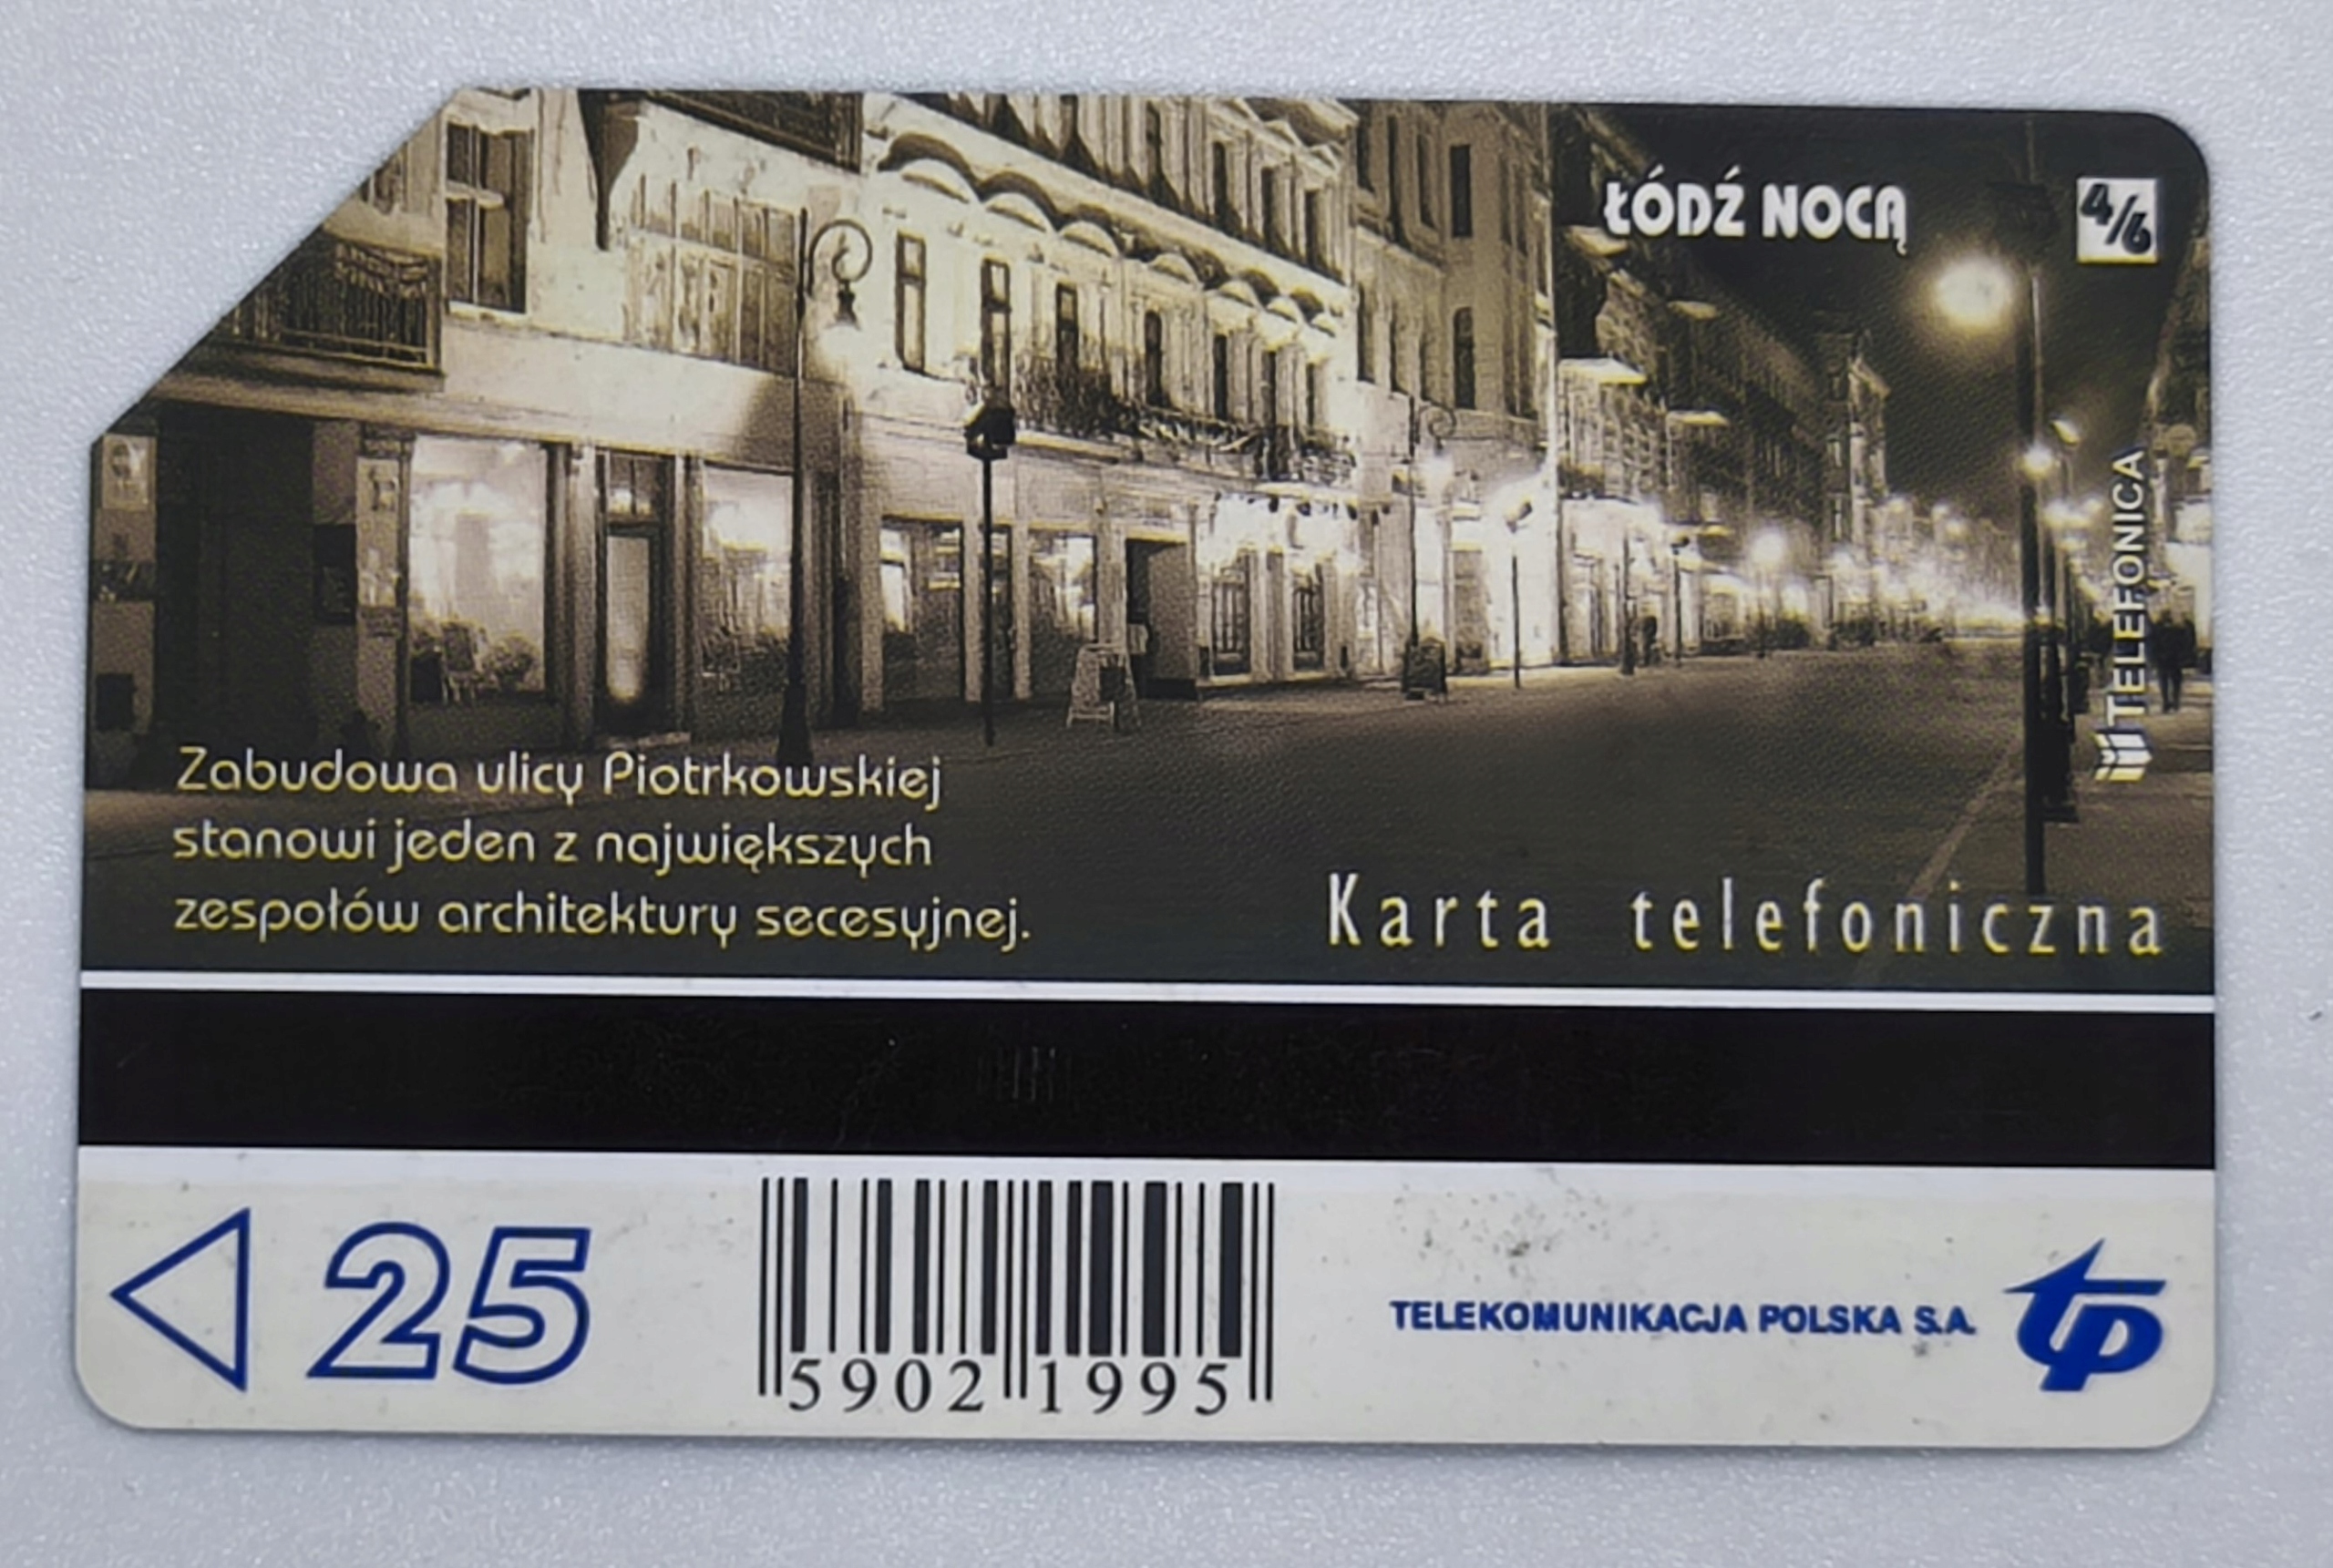 ŁÓDŹ NOCĄ
4/6
TELEFONICA
Zabudowa ulicy Piotrkowskiej
stanowi jeden z największych
zespołów architektury secesyjnej.
Karta telefoniczna
25
5902 1995
TELEKOMUNIKACJA POLSKA S.A.
tp